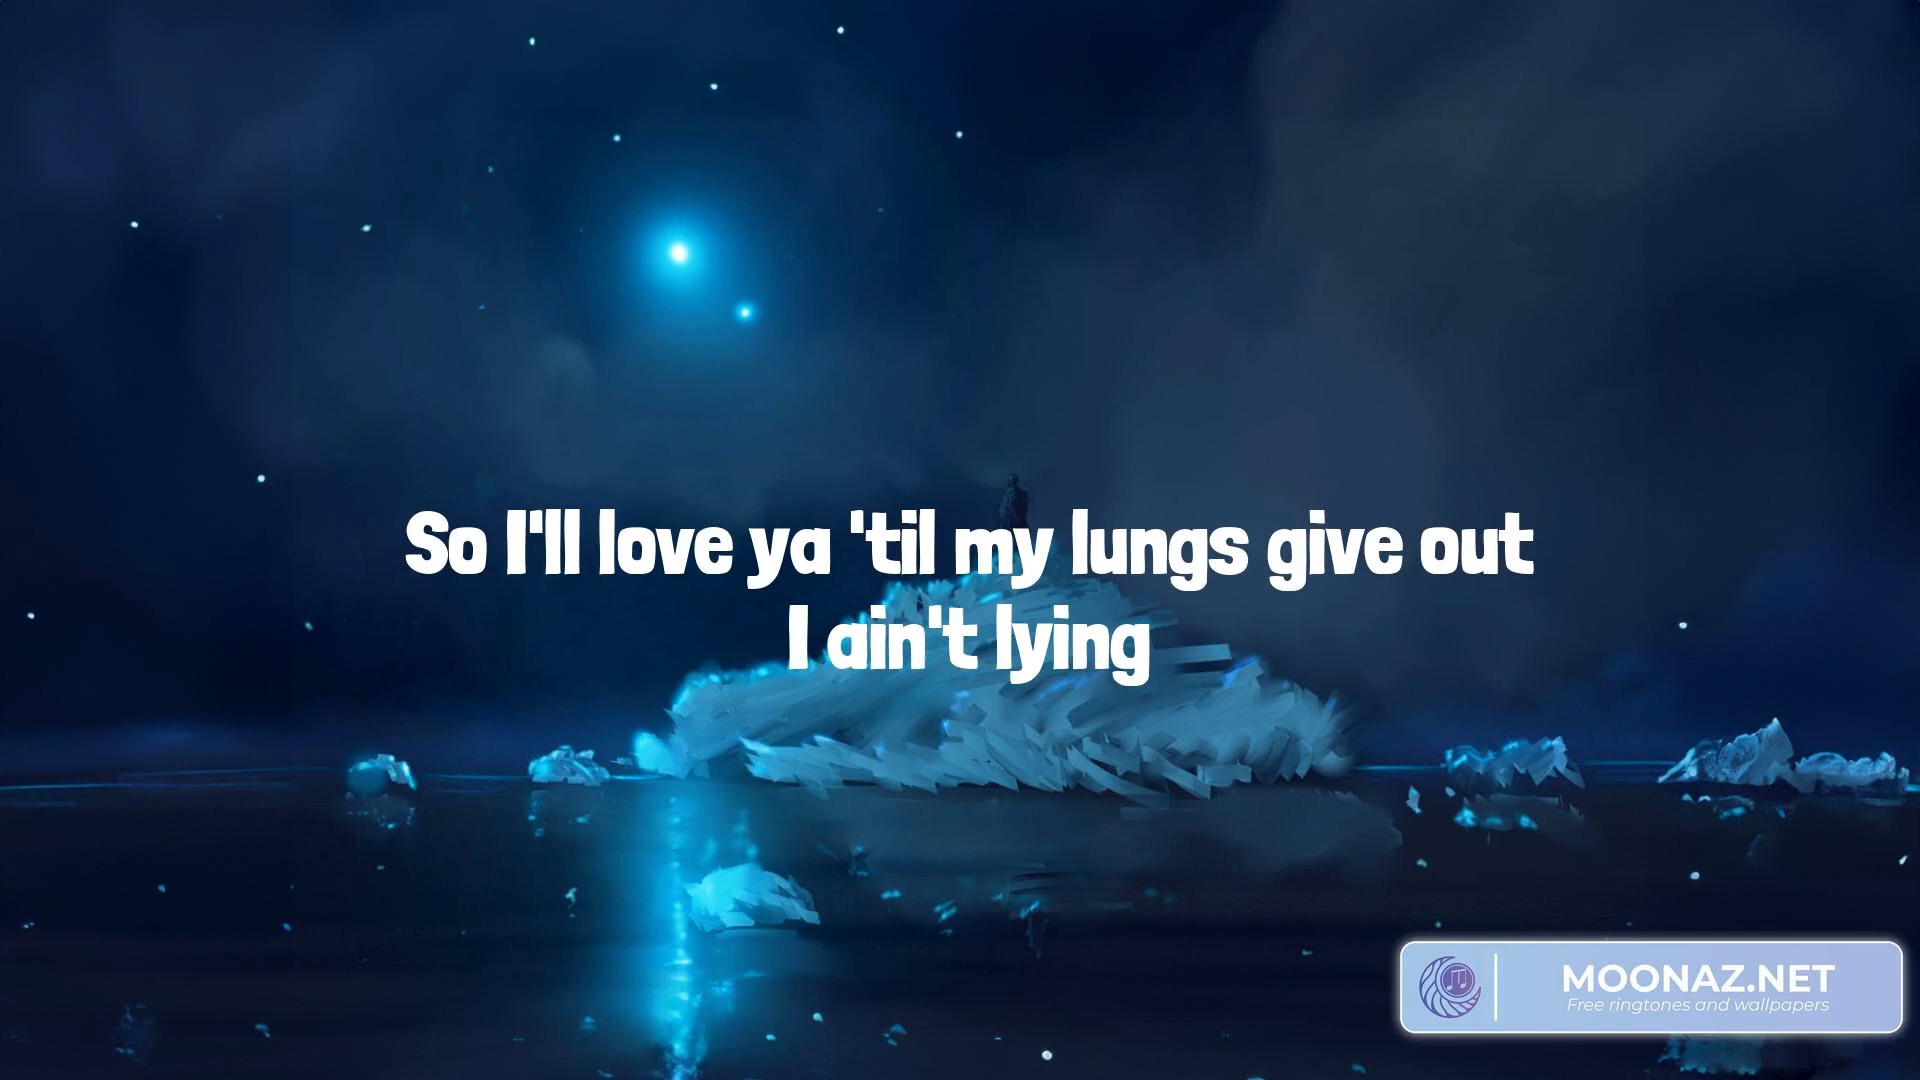 So I'll love ya 'til my lungs give out
I ain't lying
MOONAZ.NET
Free ringtones and wallpapers